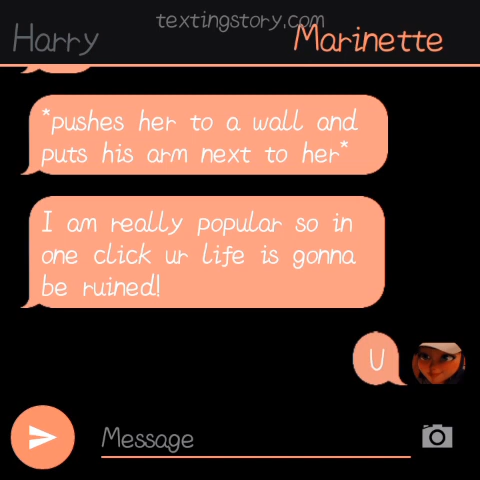 textingstory.com
Harry
Marinette
*pushes her to a wall and
puts his arm next to her*
I am really popular so in
one click ur life is gonna
be ruined!
U
Message